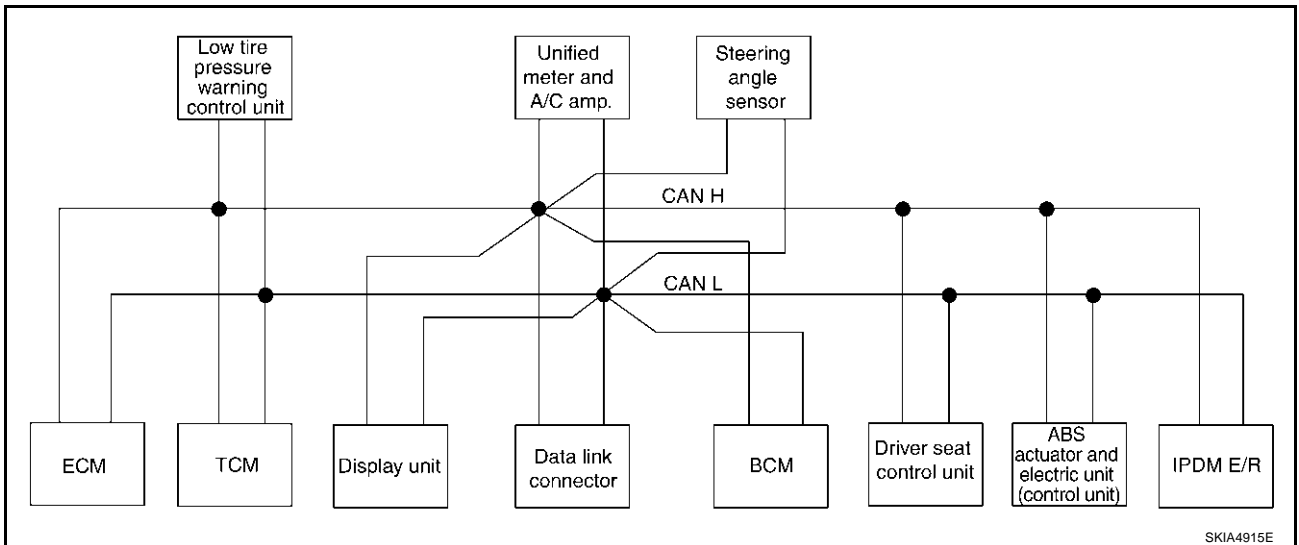 Low tire
pressure
warning
control unit
Unified
meter and
A/C amp.
Steering
angle
sensor
CAN H
CAN L
ECM
TCM
Display unit
Data link
connector
BCM
Driver seat
control unit
ABS
actuator and
electric unit
(control unit)
IPDM E/R
SKIA4915E